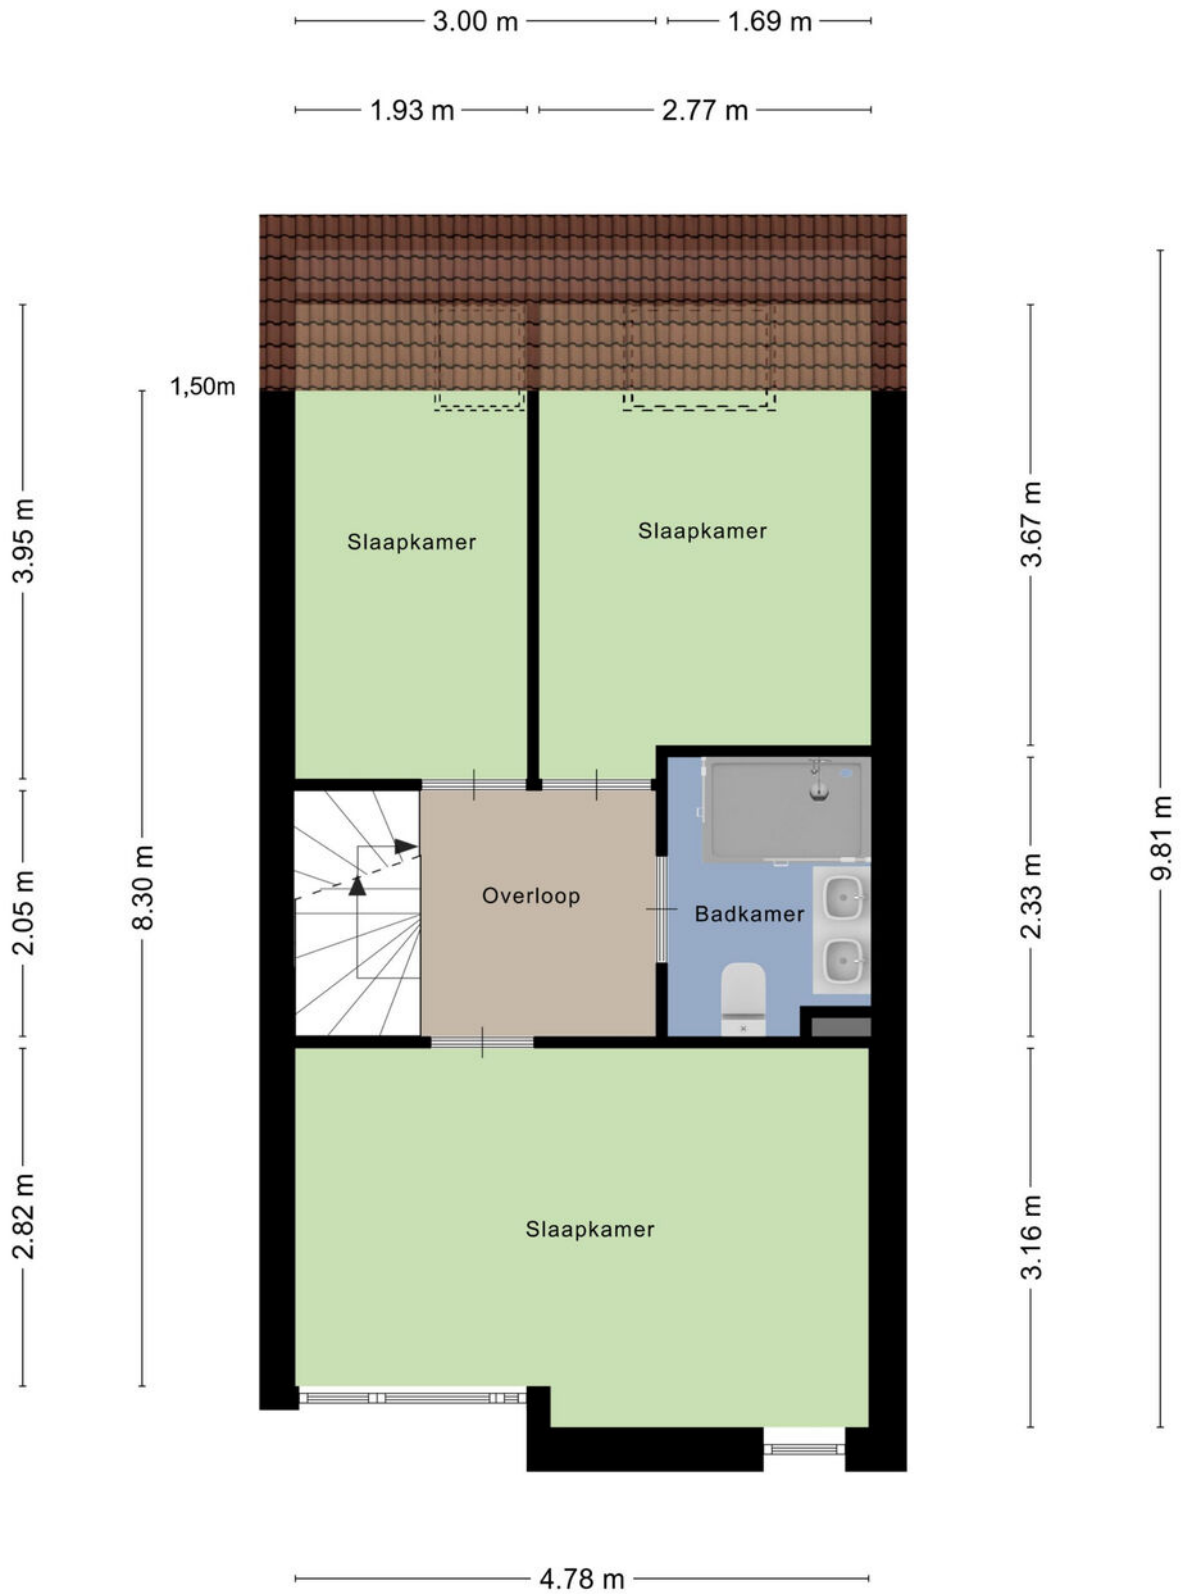 3.00 m
1.69 m
1.93 m
2.77 m
1,50m
3.95 m
3.67 m
Slaapkamer
Slaapkamer
8.30 m
9.81 m
2.05 m
2.33 m
Overloop
Badkamer
2.82 m
3.16 m
Slaapkamer
4.78 m